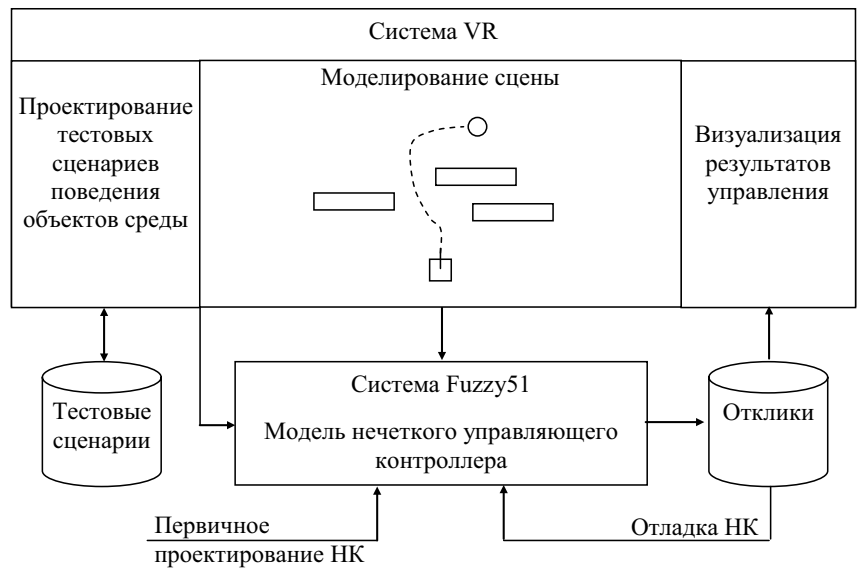 Система VR
Проектирование
тестовых
сценариев
поведения
объектов среды
Моделирование сцены
Визуализация
результатов
управления
Тестовые
сценарии
Система Fuzzy51
Модель нечеткого управляющего
контроллера
Отклики
Первичное
проектирование НК
Отладка НК